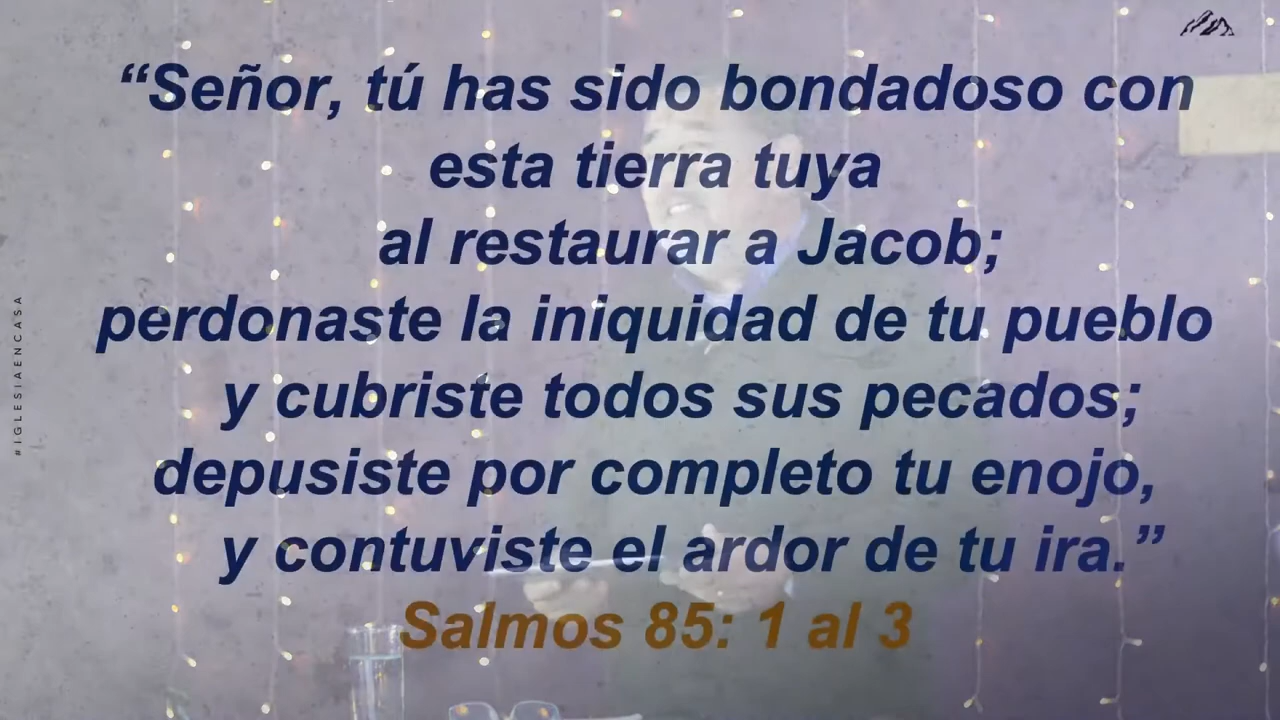 “Señor, tú has sido bondadoso con
esta tierra tuya
al restaurar a Jacob;
perdonaste la iniquidad de tu pueblo
y cubriste todos sus pecados;
depusiste por completo tu enojo,
y contuviste el ardor de tu ira.”
Salmos 85: 1 al 3
#IGLESIAENCASA